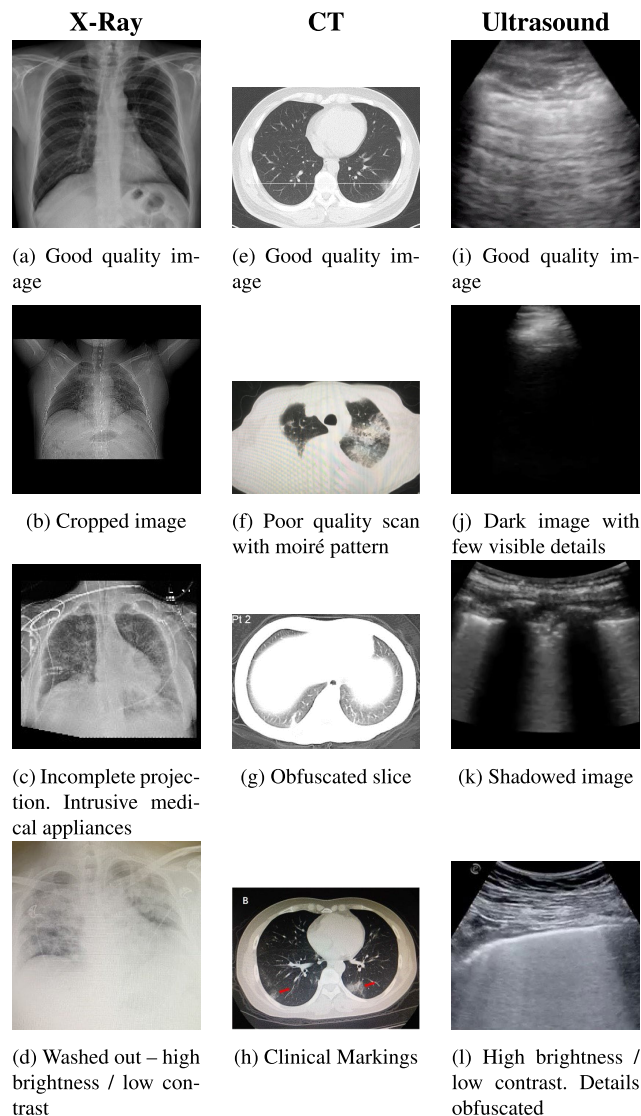 X-Ray
CT
Ultrasound
(a) Good quality im-
age
(e) Good quality im-
age
(i) Good quality im-
age
(b) Cropped image
(f) Poor quality scan
with moiré pattern
(j) Dark image with
few visible details
(c) Incomplete projec-
tion. Intrusive medi-
cal appliances
Pt 2
(g) Obfuscated slice
(k) Shadowed image
(d) Washed out – high
brightness / low con-
trast
B
(h) Clinical Markings
(l) High brightness /
low contrast. Details
obfuscated